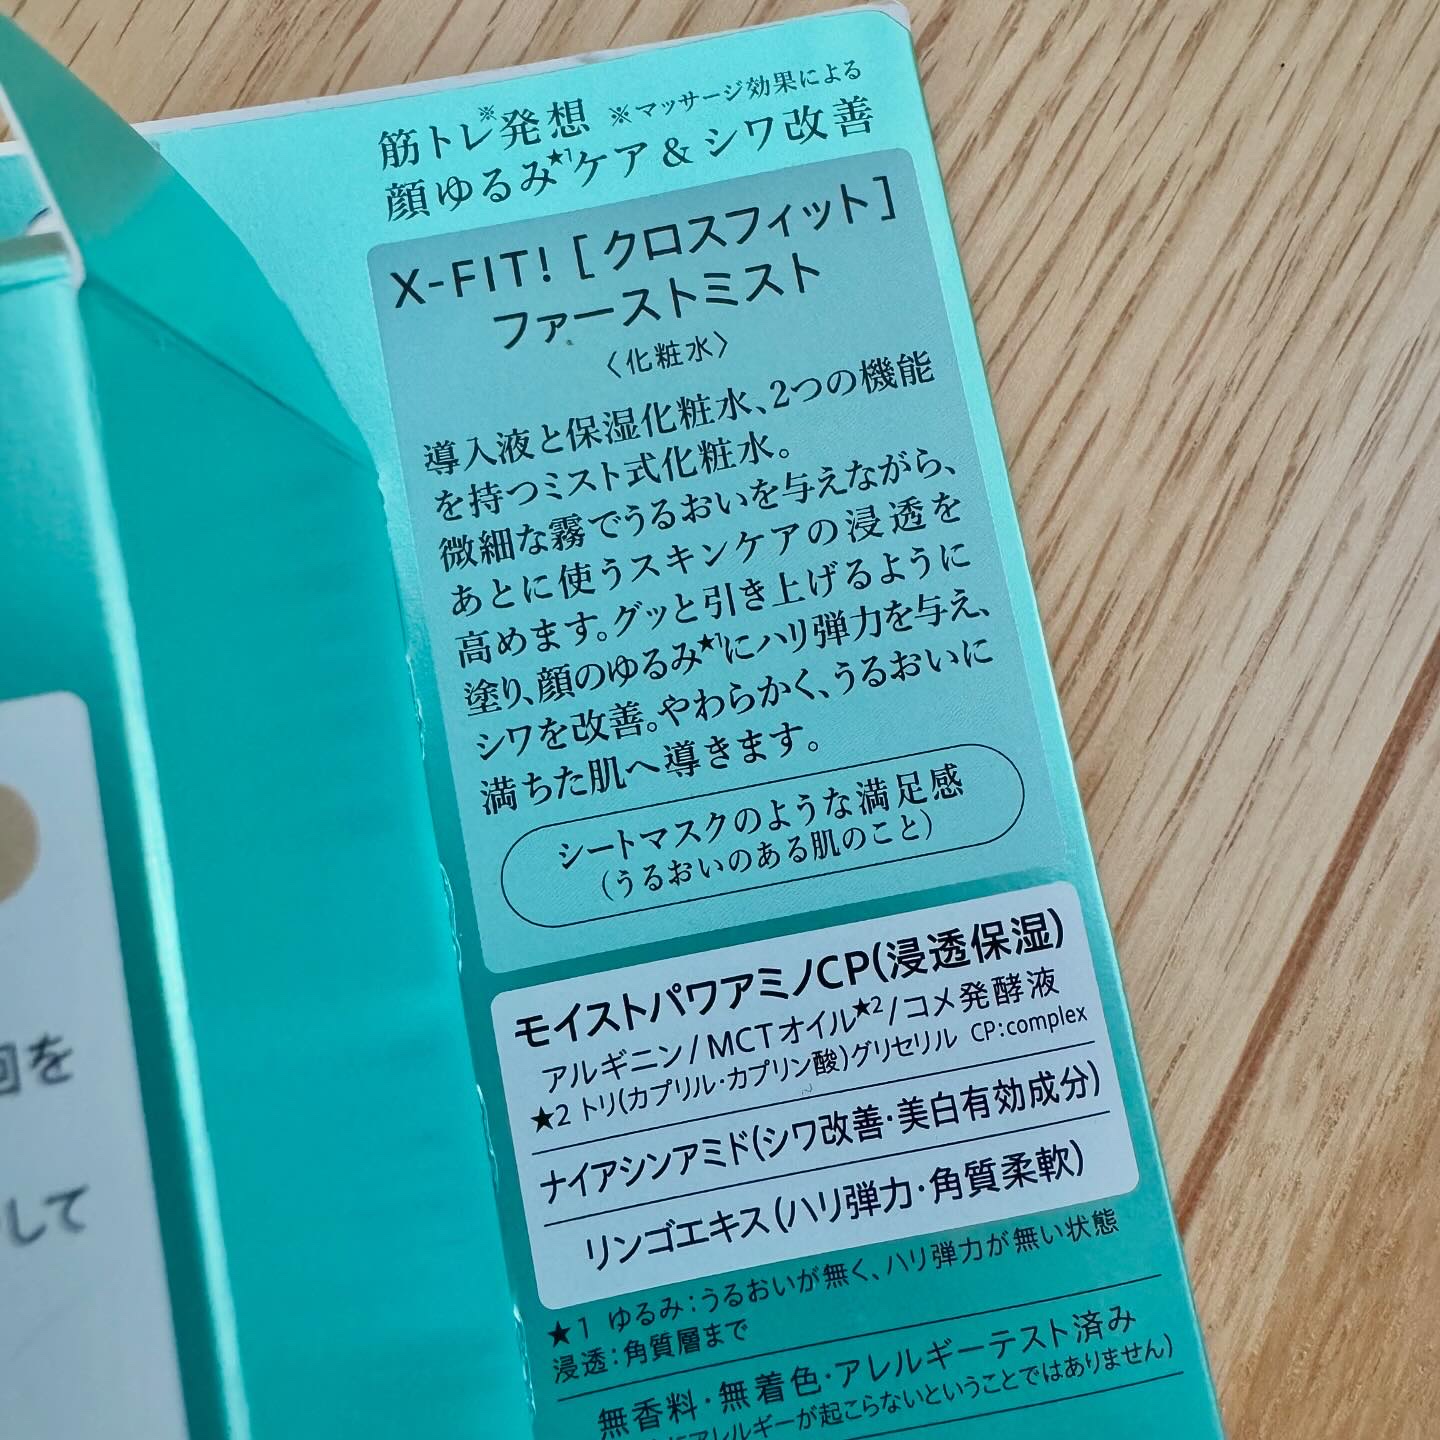 筋トレ※発想 ※マッサージ効果による
顔ゆるみ★1ケア & シワ改善
X-FIT! [クロスフィット]
ファーストミスト
〈化粧水〉
導入液と保湿化粧水、2つの機能
を持つミスト式化粧水。
微細な霧でうるおいを与えながら、
あとに使うスキンケアの浸透を
高めます。グッと引き上げるように
塗り、顔のゆるみ★1にハリ弾力を与え、
シワを改善。やわらかく、うるおいに
満ちた肌へ導きます。
シートマスクのような満足感
(うるおいのある肌のこと)
モイストパワアミノCP(浸透保湿)
アルギニン/MCTオイル★2/コメ発酵液
★2 トリ(カプリル・カプリン酸)グリセリル CP:complex
ナイアシンアミド(シワ改善・美白有効成分)
リンゴエキス(ハリ弾力・角質柔軟)
★1 ゆるみ:うるおいが無く、ハリ弾力が無い状態
浸透:角質層まで
無香料・無着色・アレルギーテスト済み
にアレルギーが起こらないということではありません)
回を
して